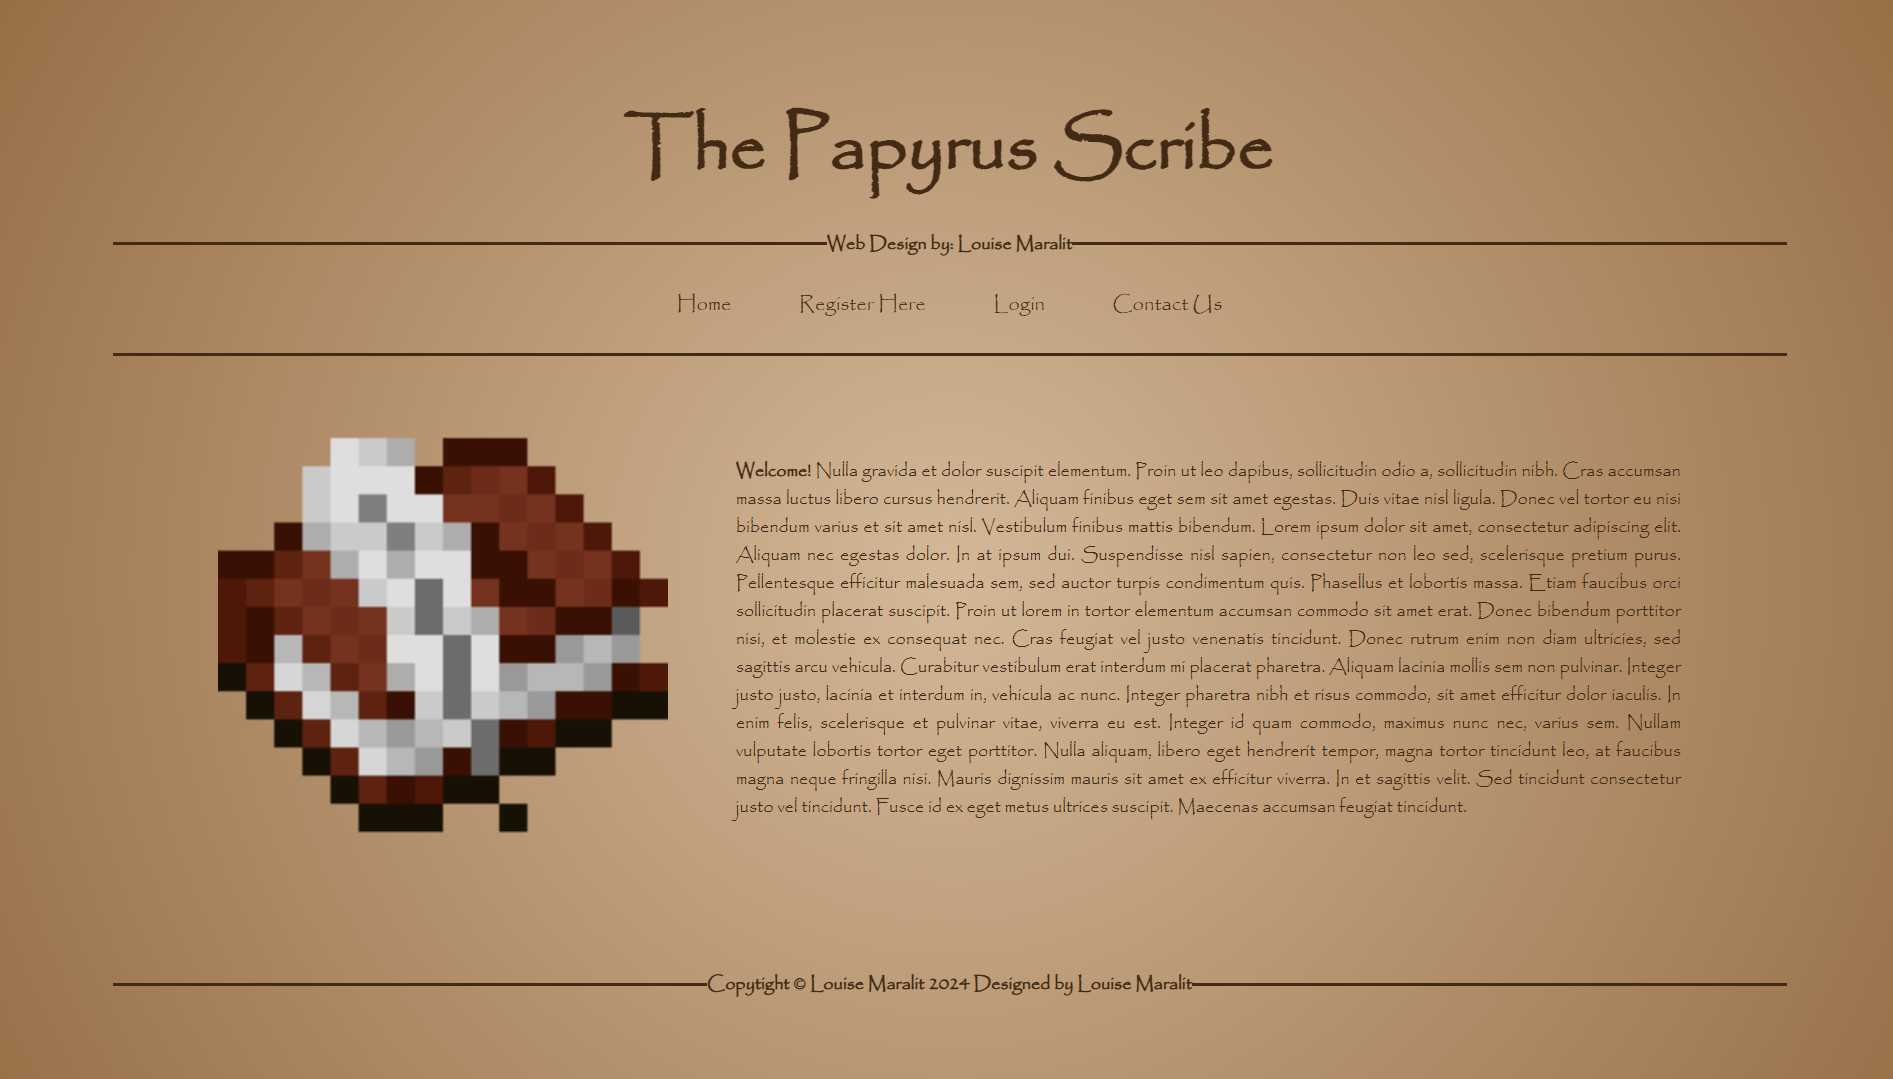 The Papyrus Scribe
Web Design by: Louise Maralit
Home Register Here Login Contact Us
Welcome! Nulla gravida et dolor suscipit elementum. Proin ut leo dapibus, sollicitudin odio a, sollicitudin nibh. Cras accumsan
massa luctus libero cursus hendrerit. Aliquam finibus eget sem sit amet egestas. Duis vitae nisl ligula. Donec vel tortor eu nisi
bibendum varius et sit amet nisl. Vestibulum finibus mattis bibendum. Lorem ipsum dolor sit amet, consectetur adipiscing elit.
Aliquam nec egestas dolor. In at ipsum dui. Suspendisse nisl sapien, consectetur non leo sed, scelerisque pretium purus.
Pellentesque efficitur malesuada sem, sed auctor turpis condimentum quis. Phasellus et lobortis massa. Etiam faucibus orci
sollicitudin placerat suscipit. Proin ut lorem in tortor elementum accumsan commodo sit amet erat. Donec bibendum porttitor
nisi, et molestie ex consequat nec. Cras feugiat vel justo venenatis tincidunt. Donec rutrum enim non diam ultricies, sed
sagittis arcu vehicula. Curabitur vestibulum erat interdum mi placerat pharetra. Aliquam lacinia mollis sem non pulvinar. Integer
justo justo, lacinia et interdum in, vehicula ac nunc. Integer pharetra nibh et risus commodo, sit amet efficitur dolor iaculis. In
enim felis, scelerisque et pulvinar vitae, viverra eu est. Integer id quam commodo, maximus nunc nec, varius sem. Nullam
vulputate lobortis tortor eget porttitor. Nulla aliquam, libero eget hendrerit tempor, magna tortor tincidunt leo, at faucibus
magna neque fringilla nisi. Mauris dignissim mauris sit amet ex efficitur viverra. In et sagittis velit. Sed tincidunt consectetur
justo vel tincidunt. Fusce id ex eget metus ultrices suscipit. Maecenas accumsan feugiat tincidunt.
Copytight © Louise Maralit 2024 Designed by Louise Maralit